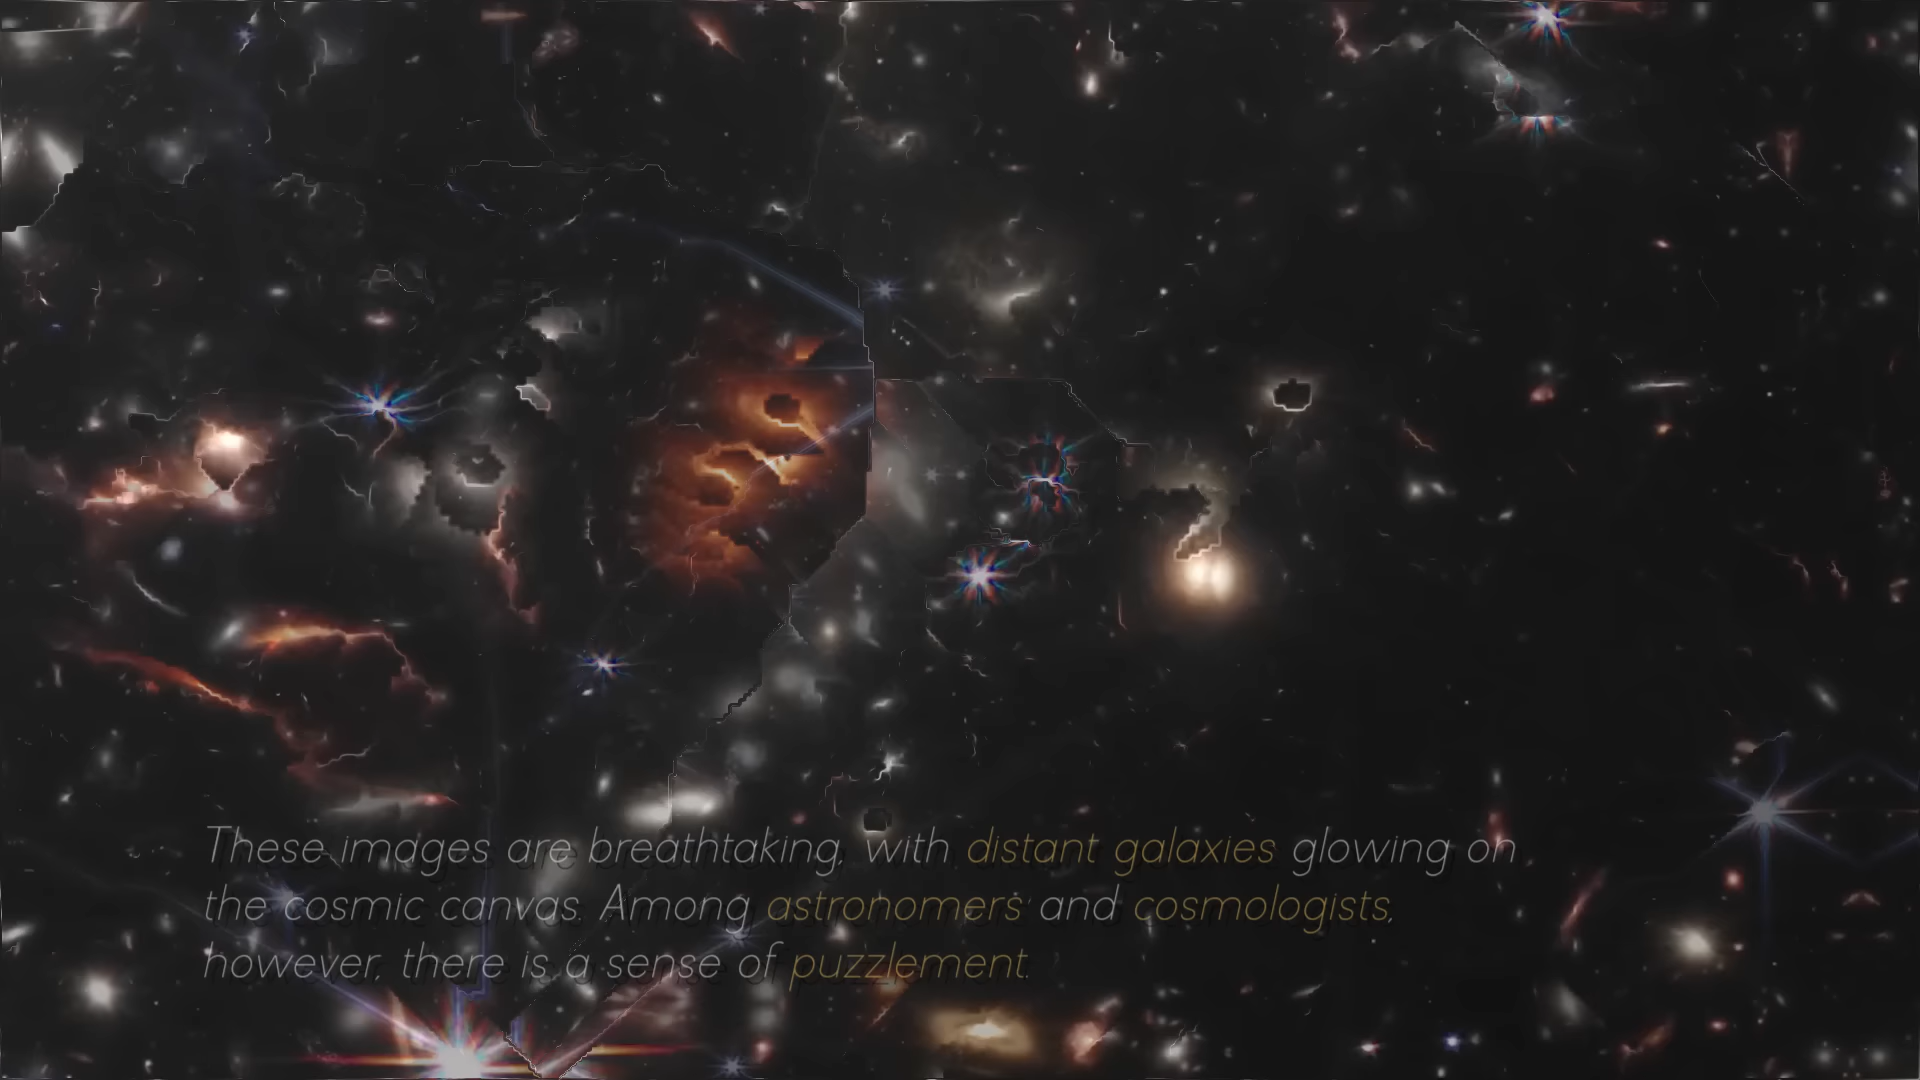 These images are breathtaking, with distant galaxies glowing on
the cosmic canvas. Among astronomers and cosmologists,
however, there is a sense of puzzlement.